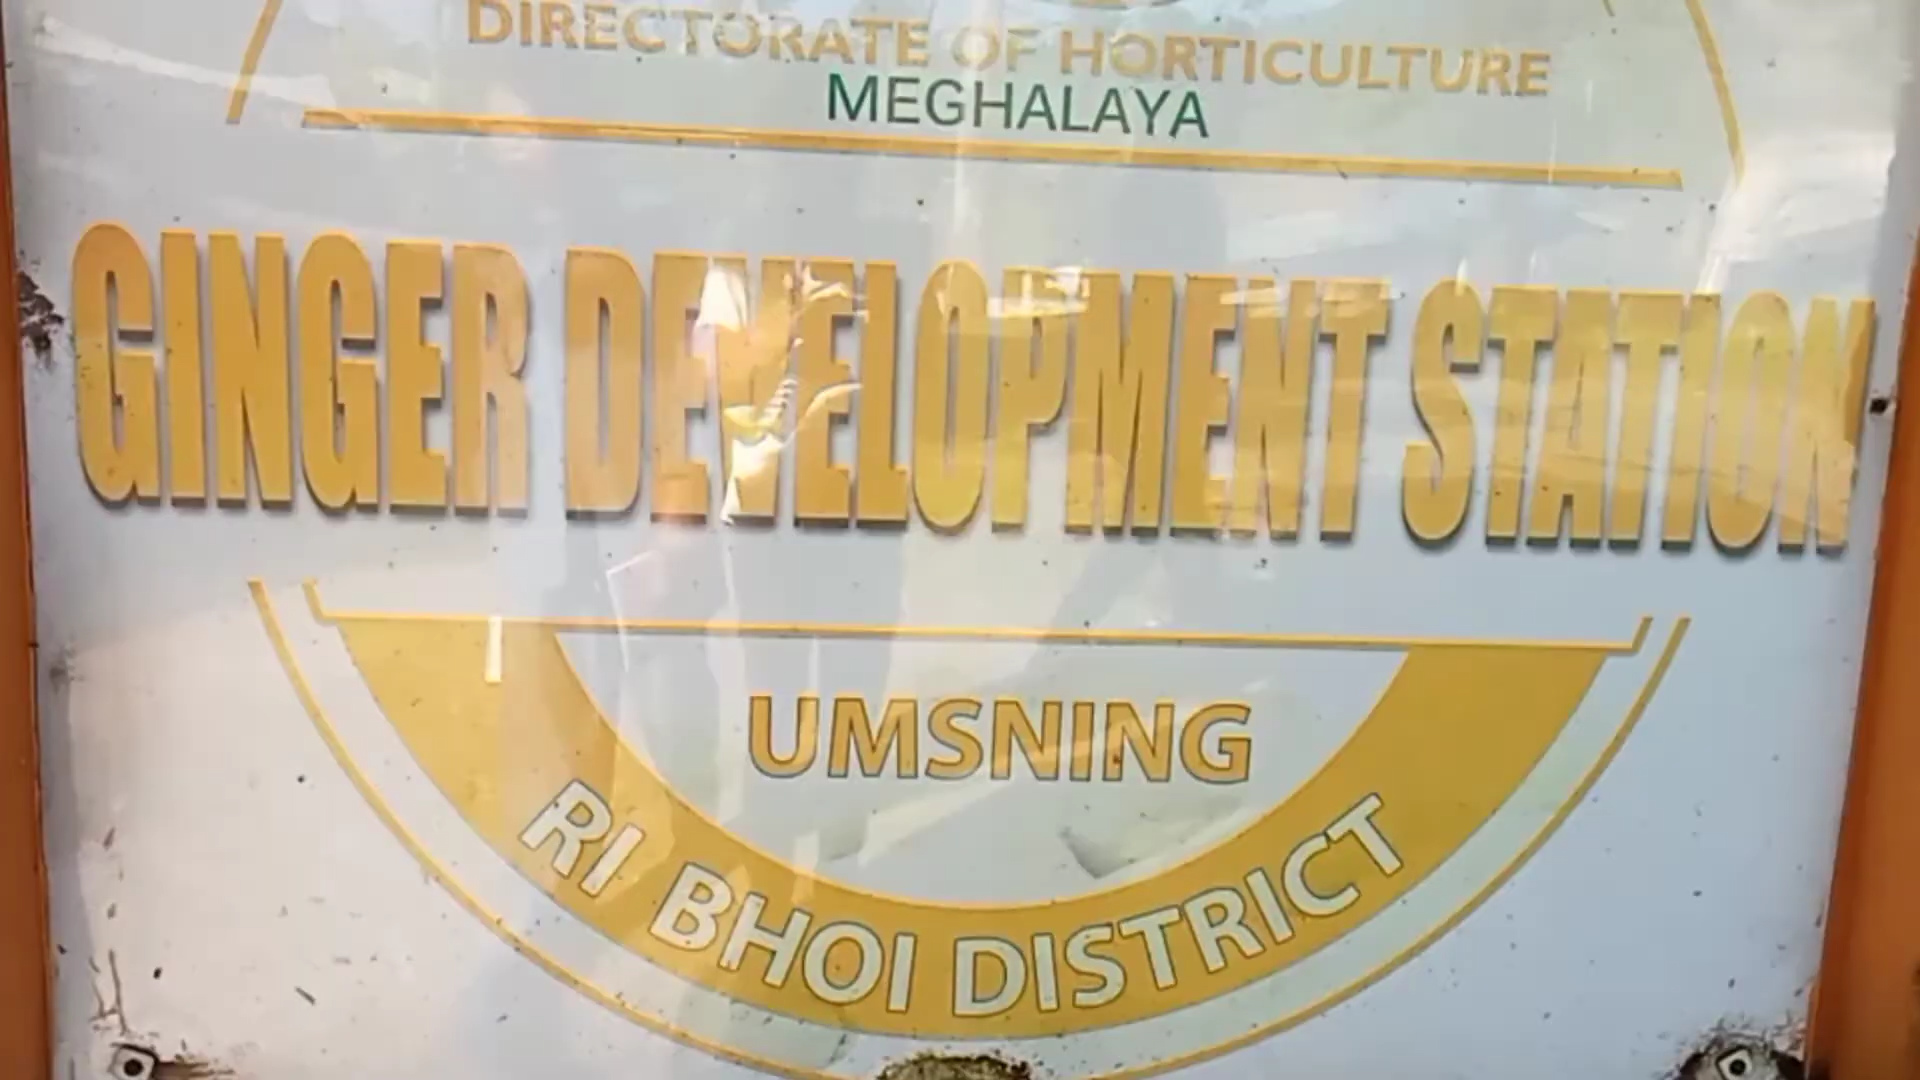 DIRECTORATE OF HORTICULTURE
MEGHALAYA
GINGER DEVELOPMENT STATION
UMSNING
RI BHOI DISTRICT